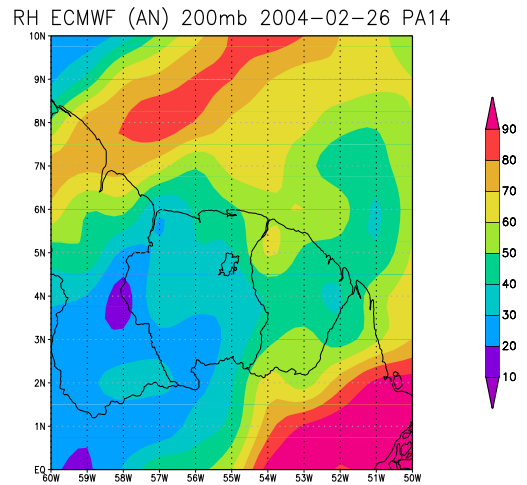 RH ECMWF (AN) 200mb 2004-02-26 PA14
10N
9N
8N
7N
6N
5N
4N
3N
2N
1N
EQ
60W 59W 58W 57W 56W 55W 54W 53W 52W 51W 50W
90
80
70
60
50
40
30
20
10